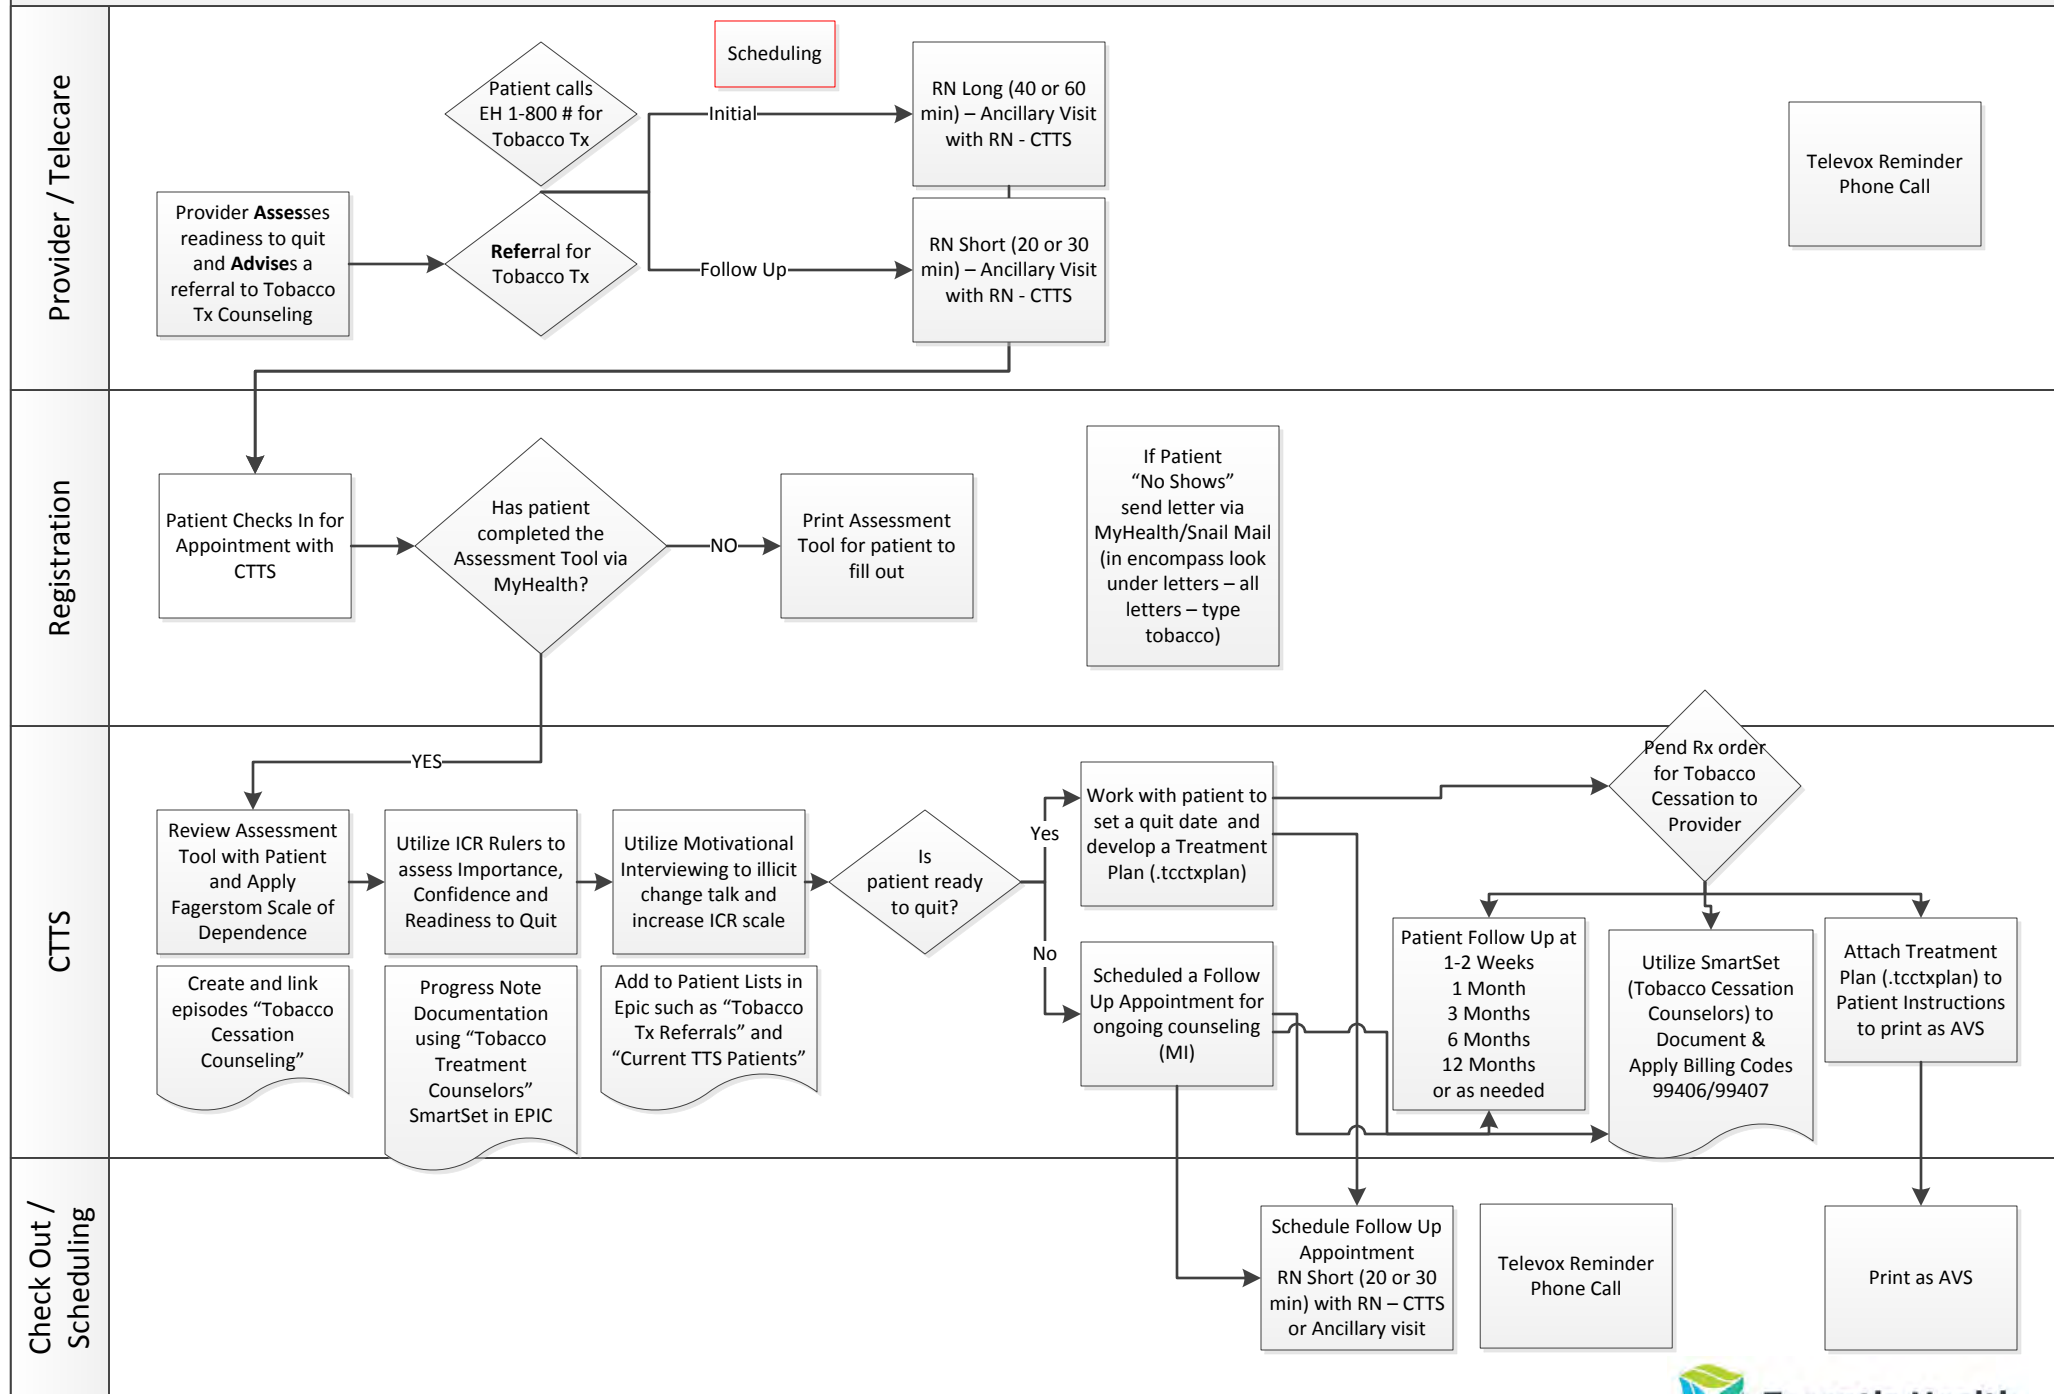 Provider / Telecare
Patient calls
EH 1-800 # for
Tobacco Tx
Scheduling
Initial
RN Long (40 or 60
min) – Ancillary Visit
with RN - CTTS
Televox Reminder
Phone Call
Provider Assesses
readiness to quit
and Advises a
referral to Tobacco
Tx Counseling
Referral for
Tobacco Tx
Follow Up
RN Short (20 or 30
min) – Ancillary Visit
with RN - CTTS
Registration
Patient Checks In for
Appointment with
CTTS
Has patient
completed the
Assessment Tool via
MyHealth?
NO
Print Assessment
Tool for patient to
fill out
If Patient
“No Shows”
send letter via
MyHealth/Snail Mail
(in encompass look
under letters – all
letters – type
tobacco)
YES
CTTS
Review Assessment
Tool with Patient
and Apply
Fagerstom Scale of
Dependence
Utilize ICR Rulers to
assess Importance,
Confidence and
Readiness to Quit
Utilize Motivational
Interviewing to illicit
change talk and
increase ICR scale
Is
patient ready
to quit?
Yes
No
Work with patient to
set a quit date and
develop a Treatment
Plan (.tcctxplan)
Pend Rx order
for Tobacco
Cessation to
Provider
Create and link
episodes “Tobacco
Cessation
Counseling”
Progress Note
Documentation
using “Tobacco
Treatment
Counselors”
SmartSet in EPIC
Add to Patient Lists in
Epic such as “Tobacco
Tx Referrals” and
“Current TTS Patients”
Scheduled a Follow
Up Appointment for
ongoing counseling
(MI)
Patient Follow Up at
1-2 Weeks
1 Month
3 Months
6 Months
12 Months
or as needed
Utilize SmartSet
(Tobacco Cessation
Counselors) to
Document &
Apply Billing Codes
99406/99407
Attach Treatment
Plan (.tcctxplan) to
Patient Instructions
to print as AVS
Check Out /
Scheduling
Schedule Follow Up
Appointment
RN Short (20 or 30
min) with RN – CTTS
or Ancillary visit
Televox Reminder
Phone Call
Print as AVS